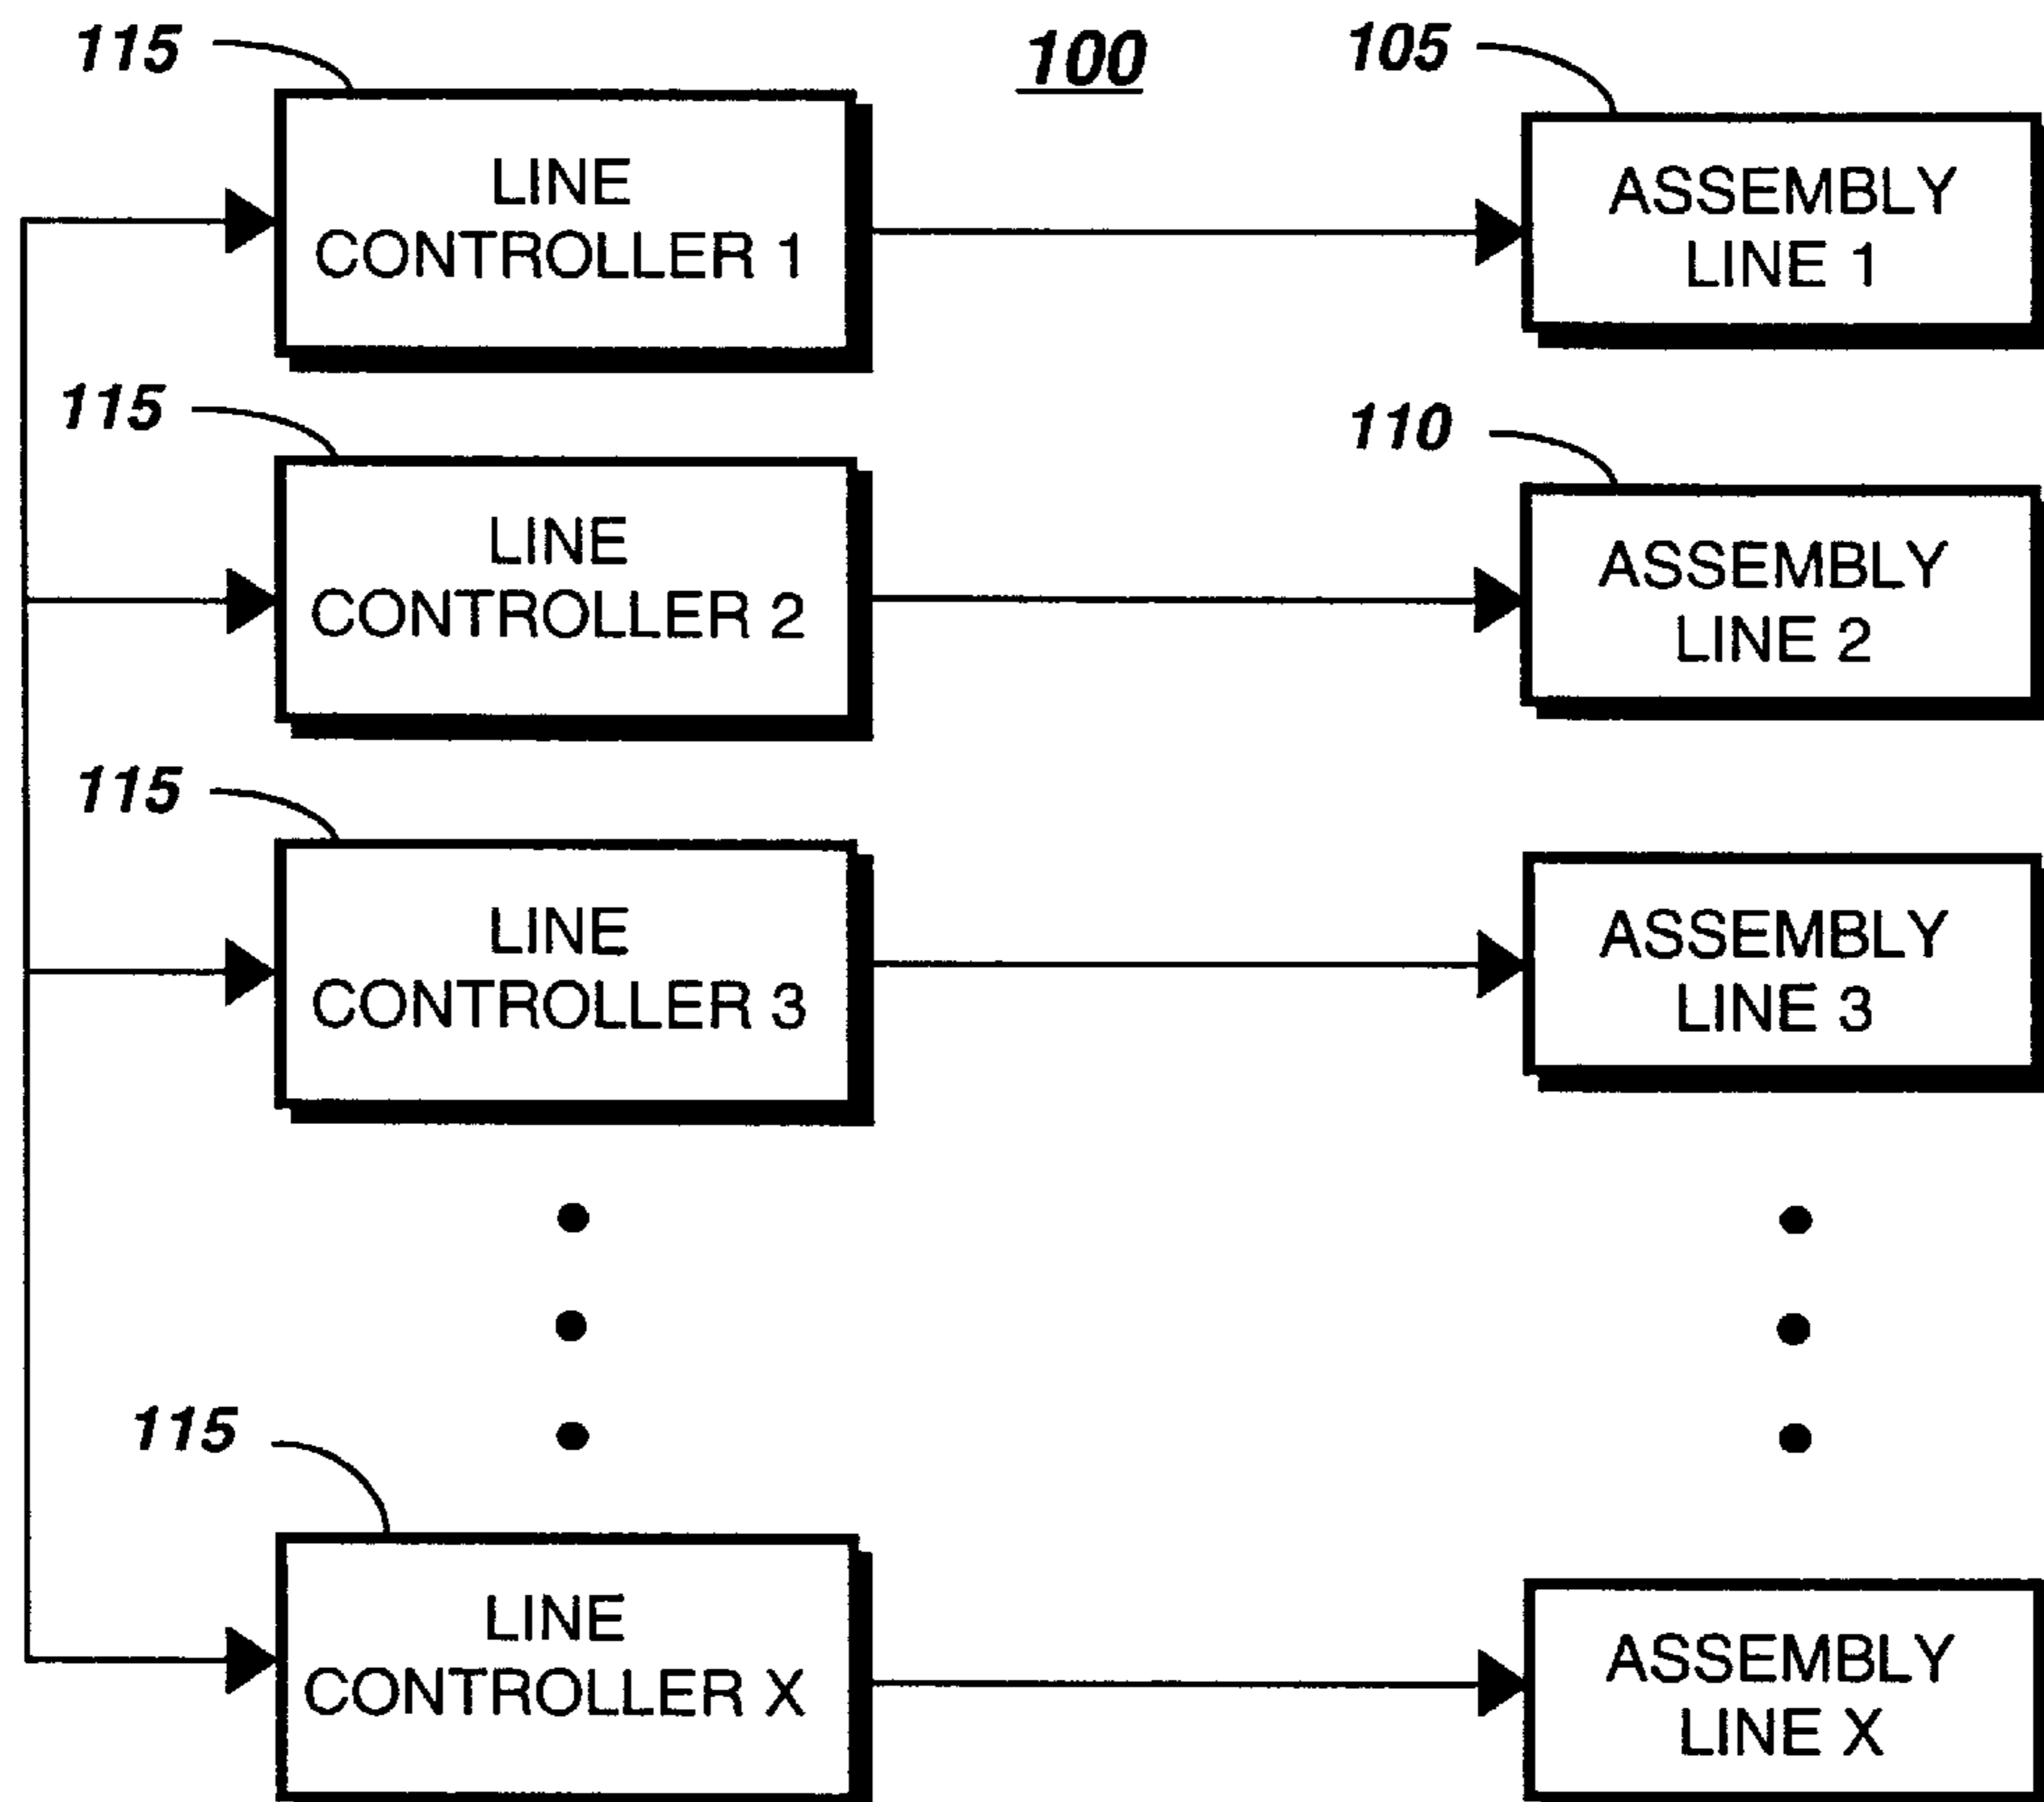 115
100
105
LINE
CONTROLLER 1
ASSEMBLY
LINE 1
115
110
LINE
CONTROLLER 2
ASSEMBLY
LINE 2
115
LINE
CONTROLLER 3
ASSEMBLY
LINE 3
115
LINE
CONTROLLER X
ASSEMBLY
LINE X